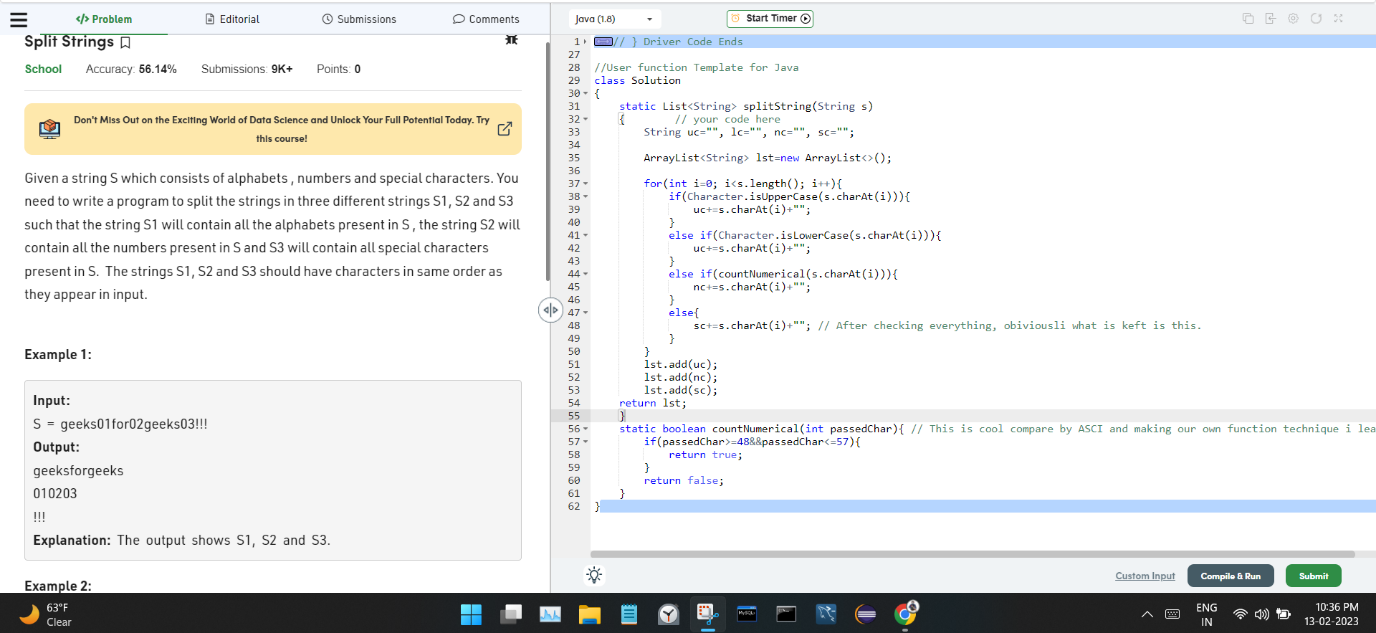 </> Problem
Editorial
Submissions
Comments
Split Strings
School Accuracy: 56.14% Submissions: 9K+ Points: 0
Don't Miss Out on the Exciting World of Data Science and Unlock Your Full Potential Today. Try
this course!
Given a string S which consists of alphabets , numbers and special characters. You
need to write a program to split the strings in three different strings S1, S2 and S3
such that the string S1 will contain all the alphabets present in S , the string S2 will
contain all the numbers present in S and S3 will contain all special characters
present in S. The strings S1, S2 and S3 should have characters in same order as
they appear in input.
Example 1:
Input:
S = geeks01for02geeks03!!!
Output:
geeksforgeeks
010203
!!!
Explanation: The output shows S1, S2 and S3.
Example 2:
Java (1.8)
Start Timer
1 // } Driver Code Ends
27
28 //User function Template for Java
29 class Solution
30 {
31 static List<String> splitString(String s)
32 { // your code here
33 String uc="", lc="", nc="", sc="";
34
35 ArrayList<String> lst=new ArrayList<>();
36
37 for(int i=0; i<s.length(); i++){
38 if(Character.isUpperCase(s.charAt(i))){
39 uc+=s.charAt(i)+"";
40 }
41 else if(Character.isLowerCase(s.charAt(i))){
42 uc+=s.charAt(i)+"";
43 }
44 else if(countNumerical(s.charAt(i))){
45 nc+=s.charAt(i)+"";
46 }
47 else{
48 sc+=s.charAt(i)+""; // After checking everything, obiviousli what is keft is this.
49 }
50 }
51 lst.add(uc);
52 lst.add(nc);
53 lst.add(sc);
54 return lst;
55 }
56 static boolean countNumerical(int passedChar){ // This is cool compare by ASCI and making our own function technique i lea
57 if(passedChar>=48&&passedChar<=57){
58 return true;
59 }
60 return false;
61 }
62 }
Custom Input
Compile & Run
Submit
63°F
Clear
ENG
IN
10:36 PM
13-02-2023